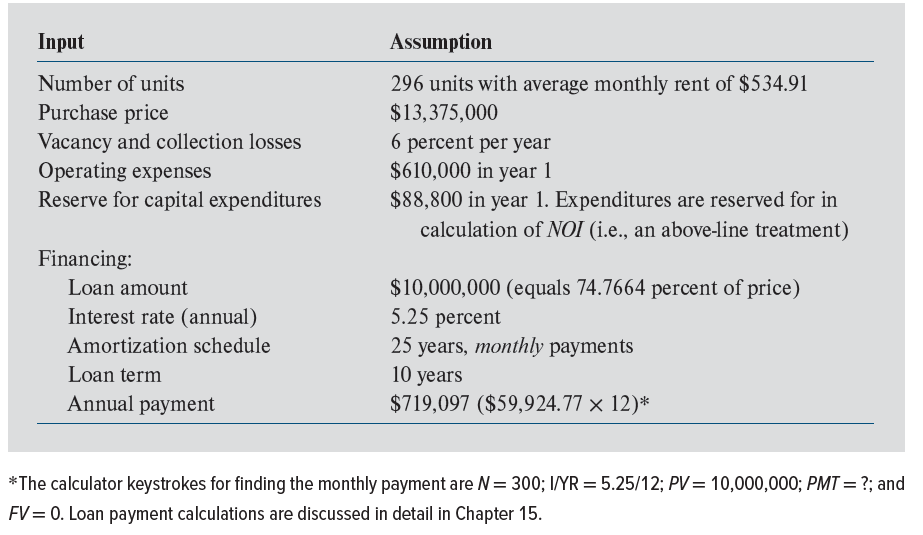 Input Assumption
Number of units 296 units with average monthly rent of $534.91
Purchase price $13,375,000
Vacancy and collection losses 6 percent per year
Operating expenses $610,000 in year 1
Reserve for capital expenditures $88,800 in year 1. Expenditures are reserved for in
calculation of NOI (i.e., an above-line treatment)
Financing:
Loan amount $10,000,000 (equals 74.7664 percent of price)
Interest rate (annual) 5.25 percent
Amortization schedule 25 years, monthly payments
Loan term 10 years
Annual payment $719,097 ($59,924.77 × 12)*
*The calculator keystrokes for finding the monthly payment are N = 300; I/YR = 5.25/12; PV = 10,000,000; PMT = ?; and
FV = 0. Loan payment calculations are discussed in detail in Chapter 15.